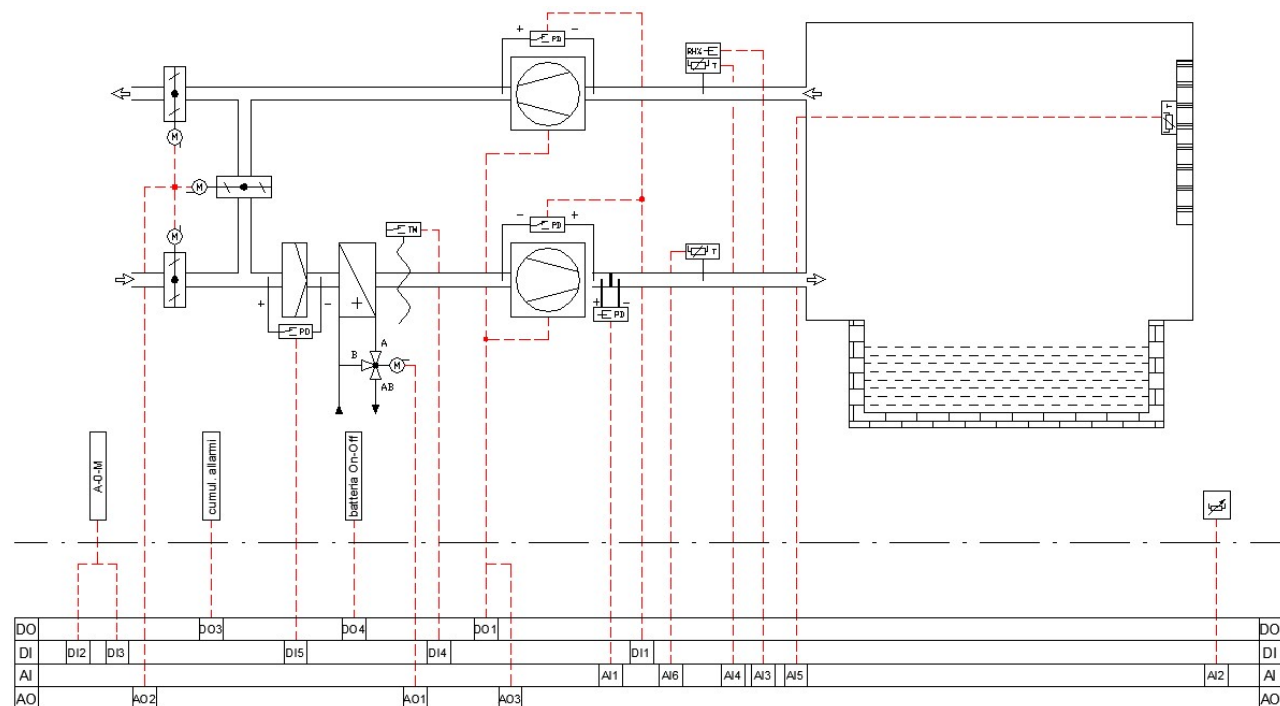 + PD −
RH%
T
T
M
M
− PD +
TW
T
M
+ −
PD
+
+ −
PD
A
B M
AB
A-0-M
cumul. allarmi
batteria On-Off
DO DO3 DO4 DO1 DO
DI DI2 DI3 DI5 DI4 DI1 DI
AI AI1 AI6 AI4 AI3 AI5 AI2 AI
AO AO2 AO1 AO3 AO